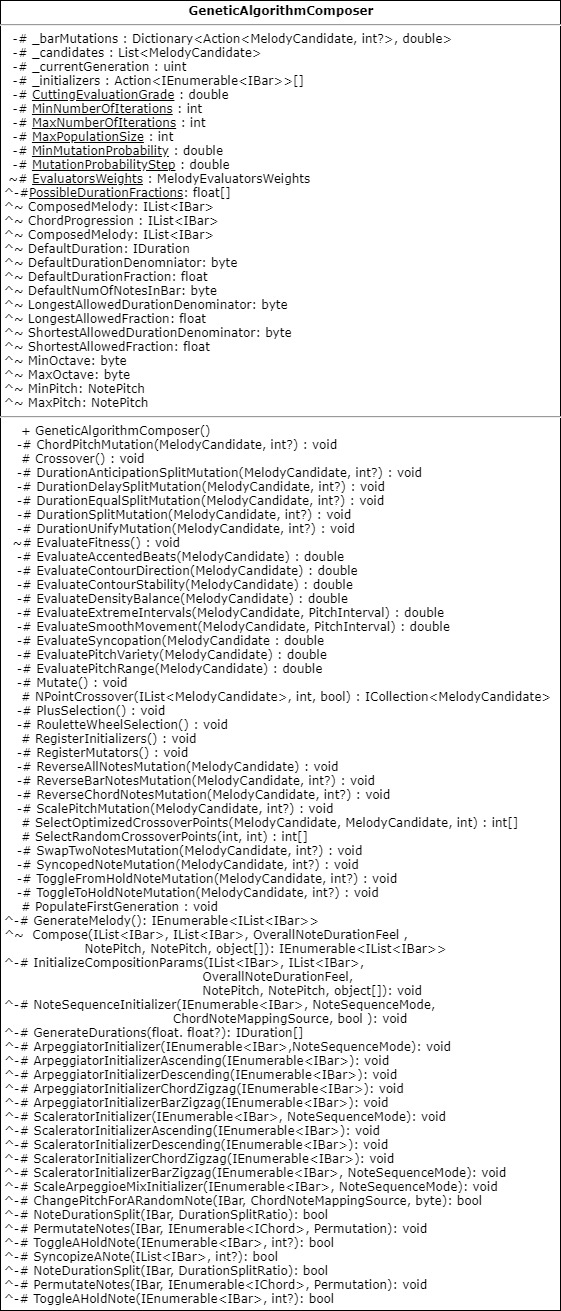 GeneticAlgorithmComposer
-# _barMutations : Dictionary<Action<MelodyCandidate, int?>, double>
-# _candidates : List<MelodyCandidate>
-# _currentGeneration : uint
-# _initializers : Action<IEnumerable<IBar>>[]
-# CuttingEvaluationGrade : double
-# MinNumberOfIterations : int
-# MaxNumberOfIterations : int
-# MaxPopulationSize : int
-# MinMutationProbability : double
-# MutationProbabilityStep : double
~# EvaluatorsWeights : MelodyEvaluatorsWeights
^-#PossibleDurationFractions: float[]
^~ ComposedMelody: IList<IBar>
^~ ChordProgression : IList<IBar>
^~ ComposedMelody: IList<IBar>
^~ DefaultDuration: IDuration
^~ DefaultDurationDenomniator: byte
^~ DefaultDurationFraction: float
^~ DefaultNumOfNotesInBar: byte
^~ LongestAllowedDurationDenominator: byte
^~ LongestAllowedFraction: float
^~ ShortestAllowedDurationDenominator: byte
^~ ShortestAllowedFraction: float
^~ MinOctave: byte
^~ MaxOctave: byte
^~ MinPitch: NotePitch
^~ MaxPitch: NotePitch
+ GeneticAlgorithmComposer()
-# ChordPitchMutation(MelodyCandidate, int?) : void
# Crossover() : void
-# DurationAnticipationSplitMutation(MelodyCandidate, int?) : void
-# DurationDelaySplitMutation(MelodyCandidate, int?) : void
-# DurationEqualSplitMutation(MelodyCandidate, int?) : void
-# DurationSplitMutation(MelodyCandidate, int?) : void
-# DurationUnifyMutation(MelodyCandidate, int?) : void
~# EvaluateFitness() : void
-# EvaluateAccentedBeats(MelodyCandidate) : double
-# EvaluateContourDirection(MelodyCandidate) : double
-# EvaluateContourStability(MelodyCandidate) : double
-# EvaluateDensityBalance(MelodyCandidate) : double
-# EvaluateExtremeIntervals(MelodyCandidate, PitchInterval) : double
-# EvaluateSmoothMovement(MelodyCandidate, PitchInterval) : double
-# EvaluateSyncopation(MelodyCandidate : double
-# EvaluatePitchVariety(MelodyCandidate) : double
-# EvaluatePitchRange(MelodyCandidate) : double
-# Mutate() : void
# NPointCrossover(IList<MelodyCandidate>, int, bool) : ICollection<MelodyCandidate>
-# PlusSelection() : void
-# RouletteWheelSelection() : void
# RegisterInitializers() : void
-# RegisterMutators() : void
-# ReverseAllNotesMutation(MelodyCandidate) : void
-# ReverseBarNotesMutation(MelodyCandidate, int?) : void
-# ReverseChordNotesMutation(MelodyCandidate, int?) : void
-# ScalePitchMutation(MelodyCandidate, int?) : void
# SelectOptimizedCrossoverPoints(MelodyCandidate, MelodyCandidate, int) : int[]
# SelectRandomCrossoverPoints(int, int) : int[]
-# SwapTwoNotesMutation(MelodyCandidate, int?) : void
-# SyncopedNoteMutation(MelodyCandidate, int?) : void
-# ToggleFromHoldNoteMutation(MelodyCandidate, int?) : void
-# ToggleToHoldNoteMutation(MelodyCandidate, int?) : void
# PopulateFirstGeneration : void
^-# GenerateMelody(): IEnumerable<IList<IBar>>
^~ Compose(IList<IBar>, IList<IBar>, OverallNoteDurationFeel ,
NotePitch, NotePitch, object[]): IEnumerable<IList<IBar>>
^-# InitializeCompositionParams(IList<IBar>, IList<IBar>,
OverallNoteDurationFeel,
NotePitch, NotePitch, object[]): void
^-# NoteSequenceInitializer(IEnumerable<IBar>, NoteSequenceMode,
ChordNoteMappingSource, bool ): void
^-# GenerateDurations(float. float?): IDuration[]
^-# ArpeggiatorInitializer(IEnumerable<IBar>,NoteSequenceMode): void
^-# ArpeggiatorInitializerAscending(IEnumerable<IBar>): void
^-# ArpeggiatorInitializerDescending(IEnumerable<IBar>): void
^-# ArpeggiatorInitializerChordZigzag(IEnumerable<IBar>): void
^-# ArpeggiatorInitializerBarZigzag(IEnumerable<IBar>): void
^-# ScaleratorInitializer(IEnumerable<IBar>, NoteSequenceMode): void
^-# ScaleratorInitializerAscending(IEnumerable<IBar>): void
^-# ScaleratorInitializerDescending(IEnumerable<IBar>): void
^-# ScaleratorInitializerChordZigzag(IEnumerable<IBar>): void
^-# ScaleratorInitializerBarZigzag(IEnumerable<IBar>, NoteSequenceMode): void
^-# ScaleArpeggioeMixInitializer(IEnumerable<IBar>, NoteSequenceMode): void
^-# ChangePitchForARandomNote(IBar, ChordNoteMappingSource, byte): bool
^-# NoteDurationSplit(IBar, DurationSplitRatio): bool
^-# PermutateNotes(IBar, IEnumerable<IChord>, Permutation): void
^-# ToggleAHoldNote(IEnumerable<IBar>, int?): bool
^-# SyncopizeANote(IList<IBar>, int?): bool
^-# NoteDurationSplit(IBar, DurationSplitRatio): bool
^-# PermutateNotes(IBar, IEnumerable<IChord>, Permutation): void
^-# ToggleAHoldNote(IEnumerable<IBar>, int?): bool